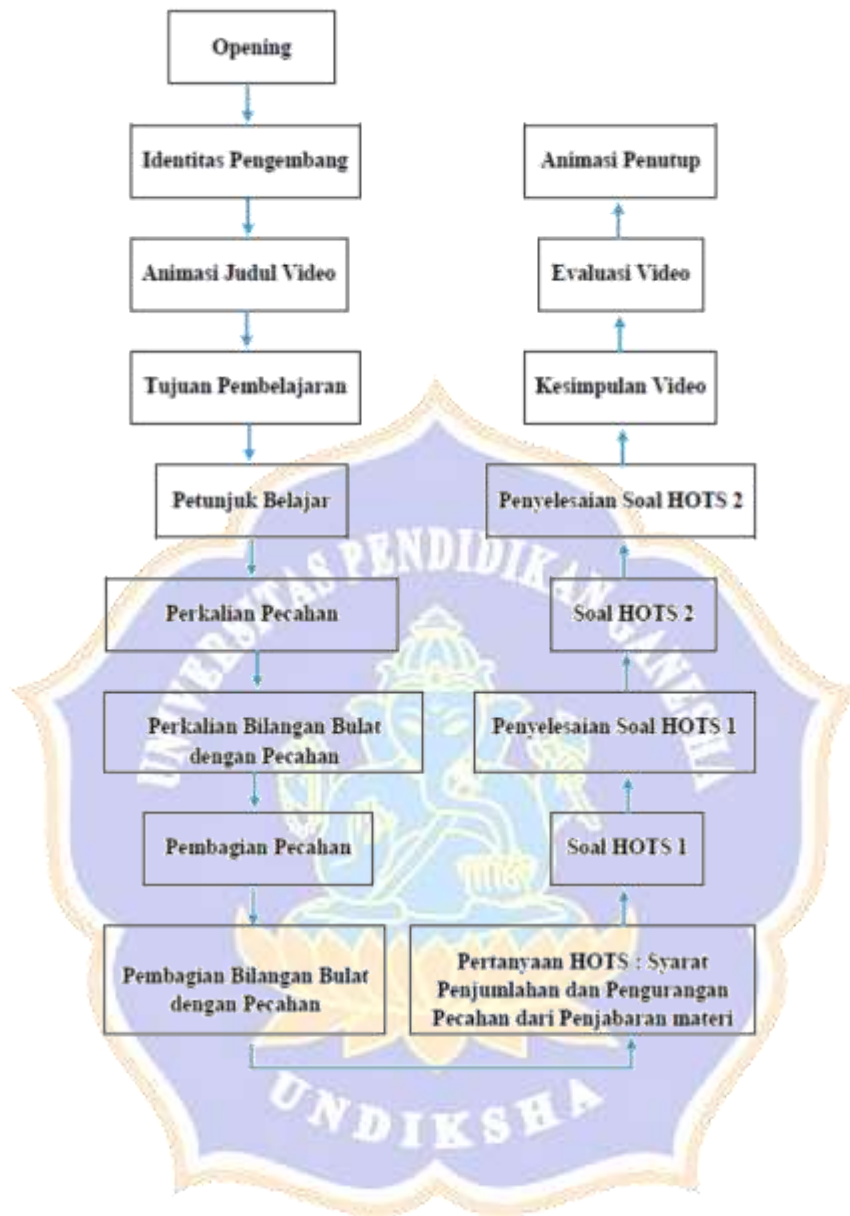 Opening
Identitas Pengembang
Animasi Judul Video
Tujuan Pembelajaran
Petunjuk Belajar
Perkalian Pecahan
Perkalian Bilangan Bulat
dengan Pecahan
Pembagian Pecahan
Pembagian Bilangan Bulat
dengan Pecahan
Pertanyaan HOTS : Syarat
Penjumlahan dan Pengurangan
Pecahan dari Penjabaran materi
Soal HOTS 1
Penyelesaian Soal HOTS 1
Soal HOTS 2
Penyelesaian Soal HOTS 2
Kesimpulan Video
Evaluasi Video
Animasi Penutup
UNIVERSITAS PENDIDIKAN GANESHA
UNDIKSHA